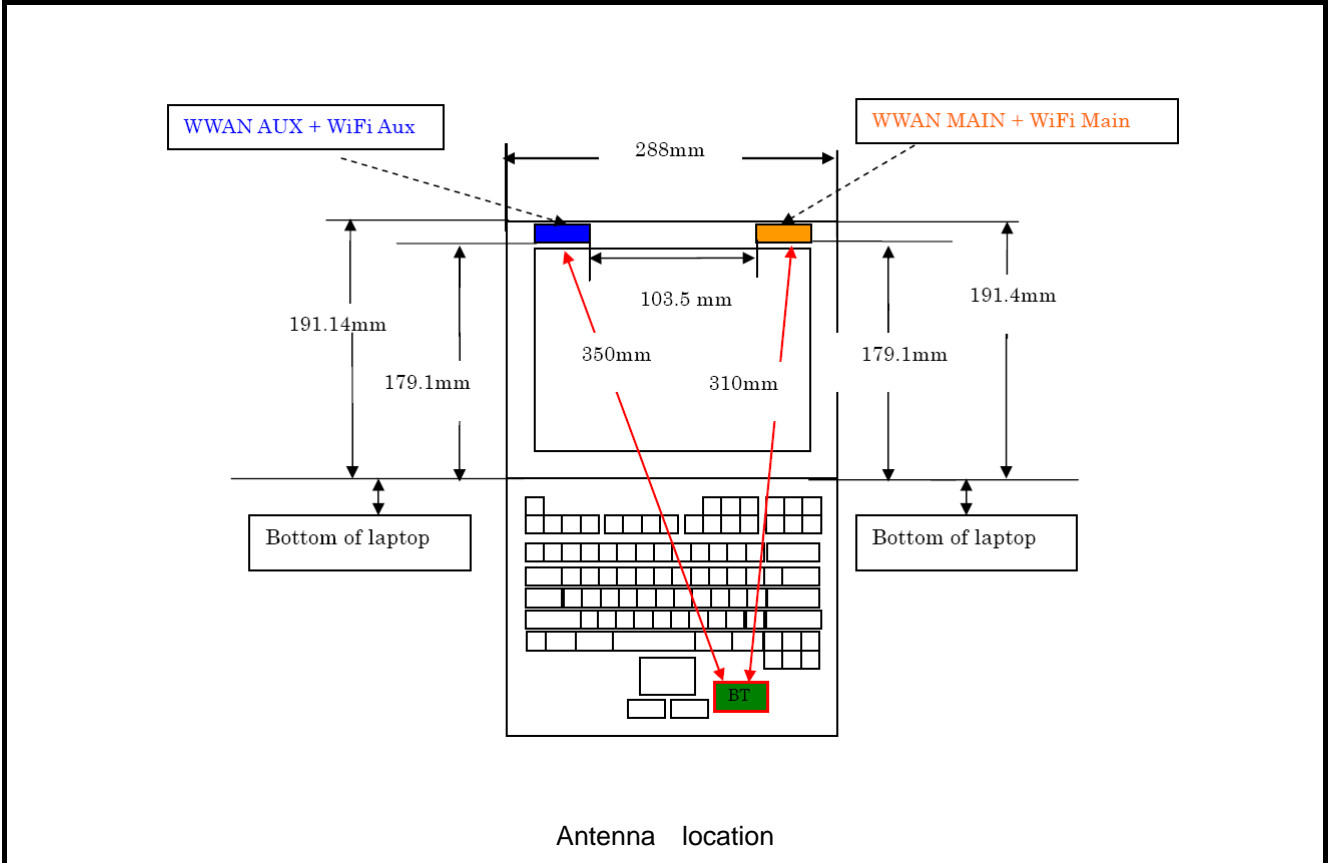 WWAN AUX + WiFi Aux
WWAN MAIN + WiFi Main
288mm
103.5 mm
191.14mm
191.4mm
350mm
179.1mm
179.1mm
310mm
Bottom of laptop
Bottom of laptop
BT
Antenna location